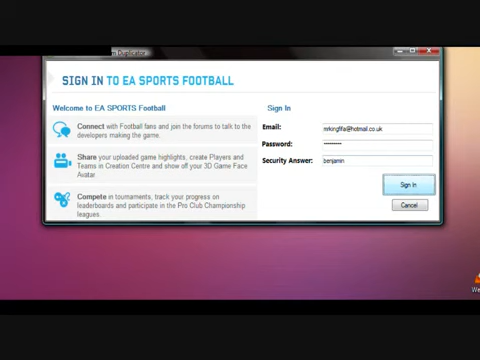 m Duplicator
SIGN IN TO EA SPORTS FOOTBALL
Welcome to EA SPORTS Football
Connect with Football fans and join the forums to talk to the
developers making the game.
Share your uploaded game highlights, create Players and
Teams in Creation Centre and show off your 3D Game Face
Avatar
Compete in tournaments, track your progress on
leaderboards and participate in the Pro Club Championship
leagues.
Sign In
Email: mrkingfifa@hotmail.co.uk
Password: ••••••••
Security Answer: benjamin
Sign In
Cancel
We